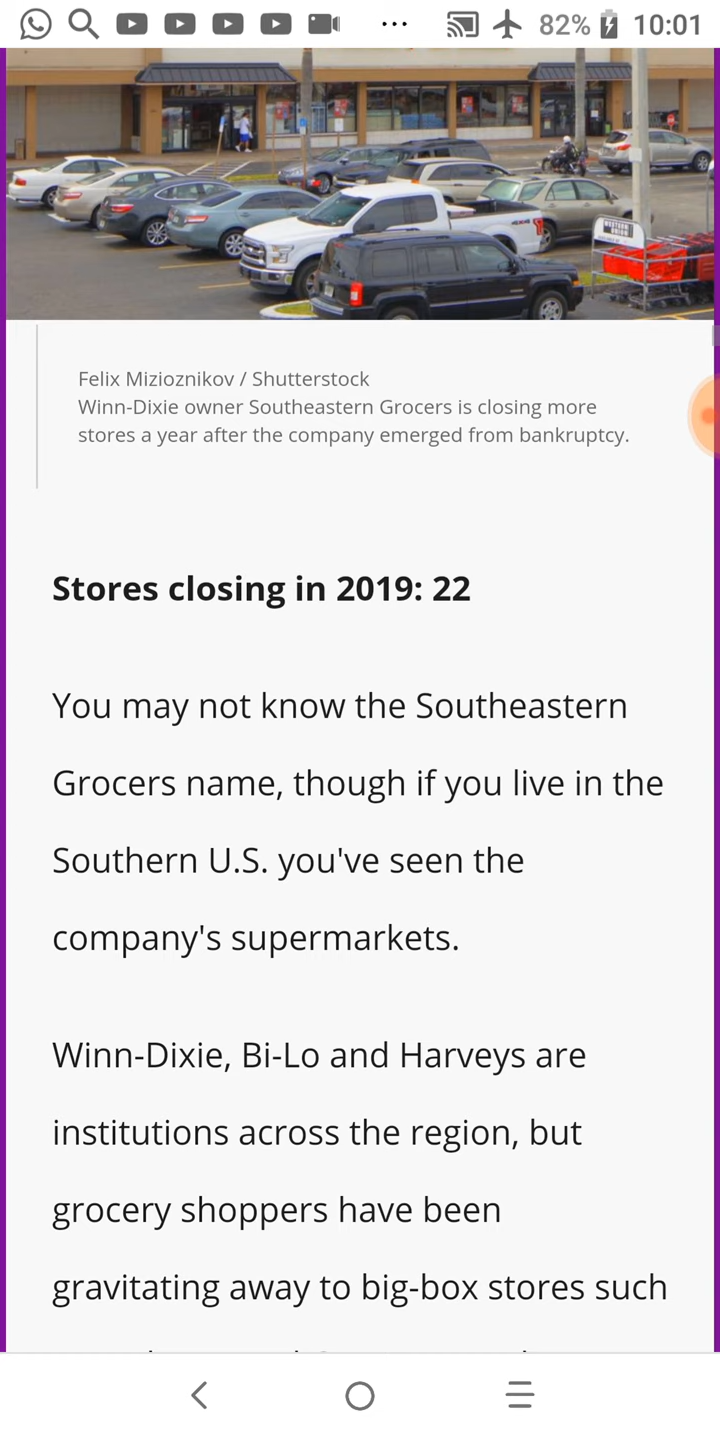 82% 10:01
4X4
WESTERN
UNION
Felix Mizioznikov / Shutterstock
Winn-Dixie owner Southeastern Grocers is closing more
stores a year after the company emerged from bankruptcy.
Stores closing in 2019: 22
You may not know the Southeastern
Grocers name, though if you live in the
Southern U.S. you've seen the
company's supermarkets.
Winn-Dixie, Bi-Lo and Harveys are
institutions across the region, but
grocery shoppers have been
gravitating away to big-box stores such